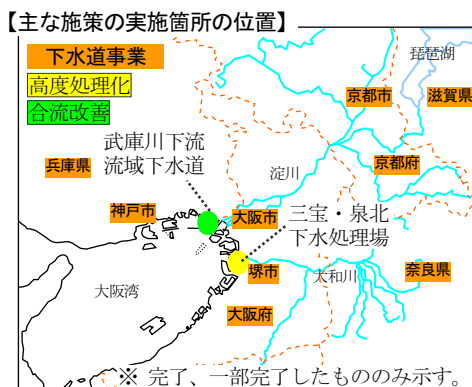 【主な施策の実施箇所の位置】
下水道事業
高度処理化
合流改善
琵琶湖
京都市
滋賀県
武庫川下流
流域下水道
兵庫県
淀川
京都府
神戸市
大阪市
三宝・泉北
下水処理場
堺市
大和川
奈良県
大阪湾
大阪府
※ 完了、一部完了したもののみ示す。